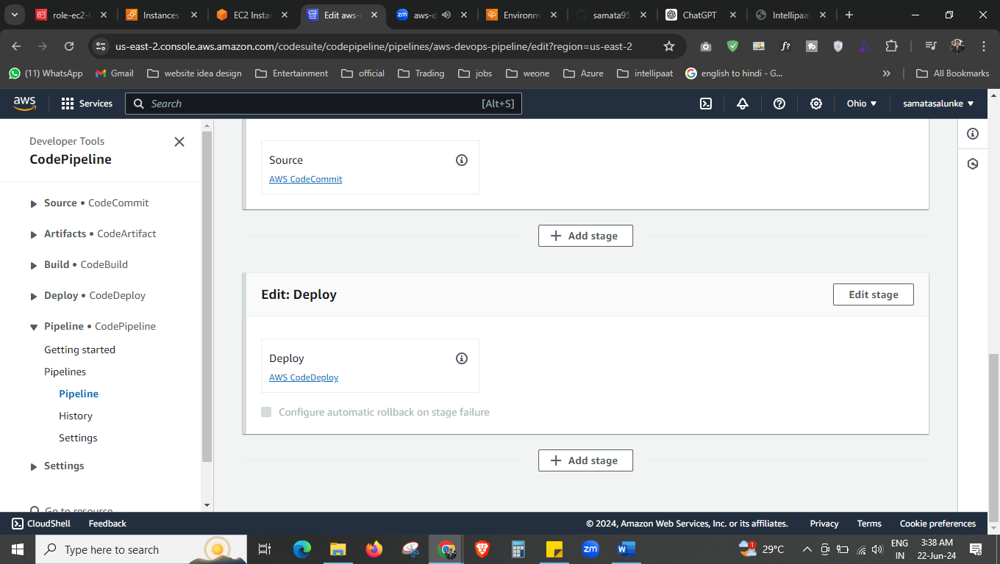 role-ec2-t
Instances
EC2 Instar
Edit aws-c
zm aws-d
Environm
samata95
ChatGPT
Intellipaa
us-east-2.console.aws.amazon.com/codesuite/codepipeline/pipelines/aws-devops-pipeline/edit?region=us-east-2
(11) WhatsApp
Gmail
website idea design
Entertainment
official
Trading
jobs
weone
Azure
intellipaat
english to hindi - G...
All Bookmarks
aws
Services
Search
[Alt+S]
Ohio
samatasalunke
Developer Tools
CodePipeline
Source • CodeCommit
Artifacts • CodeArtifact
Build • CodeBuild
Deploy • CodeDeploy
Pipeline • CodePipeline
Getting started
Pipelines
Pipeline
History
Settings
Settings
Go to resource
Source
AWS CodeCommit
Add stage
Edit: Deploy
Edit stage
Deploy
AWS CodeDeploy
Configure automatic rollback on stage failure
Add stage
CloudShell
Feedback
© 2024, Amazon Web Services, Inc. or its affiliates.
Privacy
Terms
Cookie preferences
Type here to search
zm
29°C
ENG
IN
3:38 AM
22-Jun-24